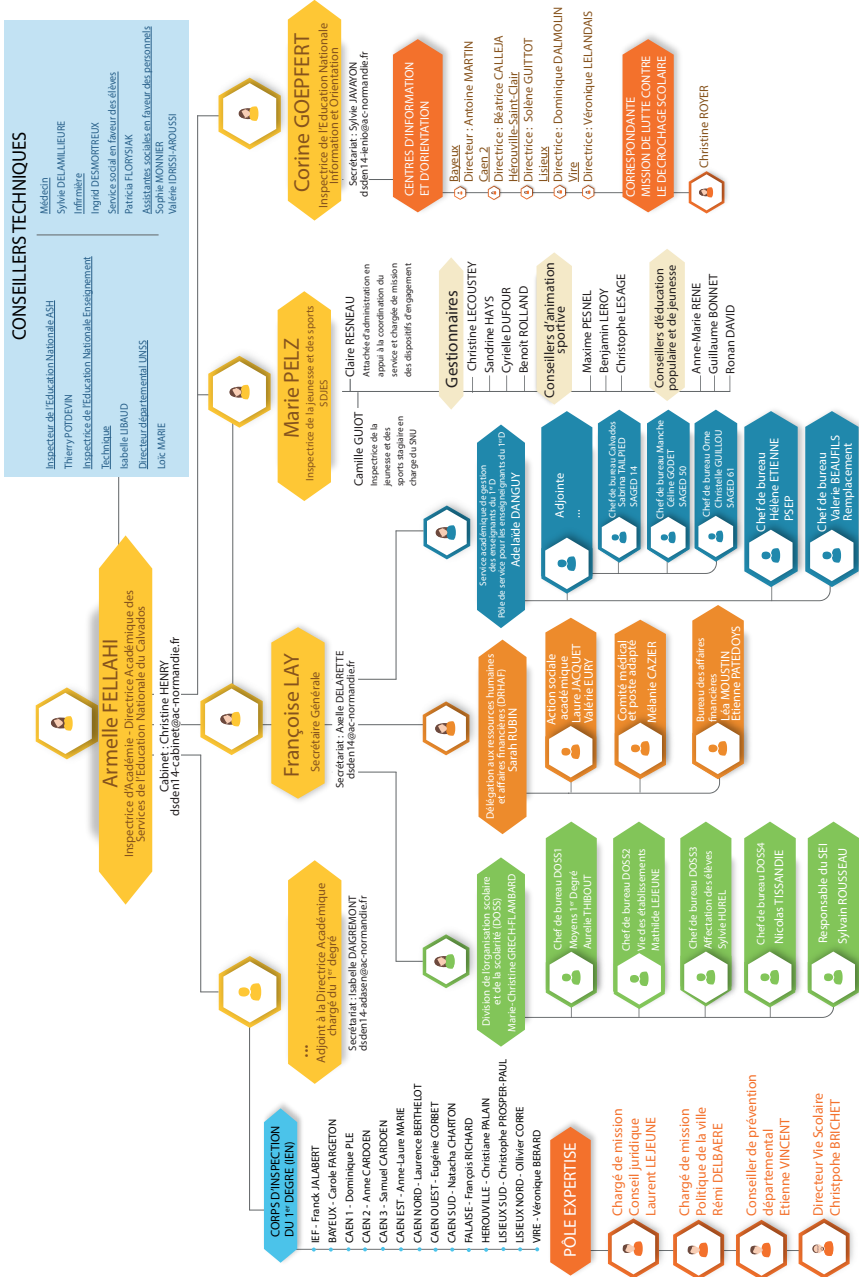 Armelle FELLAHI
Inspectrice d'Académie - Directrice Académique des
Services de l'Education Nationale du Calvados
Cabinet : Christine HENRY
dsden14-cabinet@ac-normandie.fr
CONSEILLERS TECHNIQUES
Inspecteur de l'Education Nationale ASH
Thierry POTDEVIN
Inspectrice de l'Education Nationale Enseignement
Technique
Isabelle UBAUD
Directeur départemental UNSS
Loïc MARIE
Médecin
Sylvie DELAMILLIEURE
Infirmière
Ingrid DESMORTREUX
Service social en faveur des élèves
Patricia FLORYSIAK
Assistantes sociales en faveur des personnels
Sophie MONNIER
Valérie IDRISSI-AROUSSI
...
Adjoint à la Directrice Académique
chargé du 1er degré
Secrétariat : Isabelle DAIGREMONT
dsden14-adasen@ac-normandie.fr
Françoise LAY
Secrétaire Générale
Secrétariat : Axelle DELARETTE
dsden14@ac-normandie.fr
Marie PELZ
Inspectrice de la jeunesse et des sports
SDJES
Camille GUIOT
Inspectrice de la
jeunesse et des
sports stagiaire en
charge du SNU
Claire RESNEAU
Attachée d'administration en
appui à la coordination du
service et chargée de mission
des dispositifs d'engagement
Corine GOEPFERT
Inspectrice de l'Education Nationale
Information et Orientation
Secrétariat : Sylvie JAVAYON
dsden14-ienio@ac-normandie.fr
CORPS D'INSPECTION
DU 1er DEGRE (IEN)
IEF - Franck JALABERT
BAYEUX - Carole FARGETON
CAEN 1 - Dominique PLE
CAEN 2 - Anne CARDOEN
CAEN 3 - Samuel CARDOEN
CAEN EST - Anne-Laure MARIE
CAEN NORD - Laurence BERTHELOT
CAEN OUEST - Eugénie CORBET
CAEN SUD - Natacha CHARTON
FALAISE - François RICHARD
HEROUVILLE - Christiane PALAIN
LISIEUX SUD - Christophe PROSPER-PAUL
LISIEUX NORD - Ollivier CORRE
VIRE - Véronique BERARD
PÔLE EXPERTISE
Chargé de mission
Conseil juridique
Laurent LEJEUNE
Chargé de mission
Politique de la ville
Rémi DELBAERE
Conseiller de prévention
départemental
Etienne VINCENT
Directeur Vie Scolaire
Christpohe BRICHET
Division de l'organisation scolaire
et de la scolarité (DOSS)
Marie-Christine GRECH-FLAMBARD
Chef de bureau DOSS1
Moyens 1er Degré
Aurelie THIBOUT
Chef de bureau DOSS2
Vie des établissements
Mathilde LEJEUNE
Chef de bureau DOSS3
Affectation des élèves
Sylvie HUREL
Chef de bureau DOSS4
Nicolas TISSANDIE
Responsable du SEI
Sylvain ROUSSEAU
Délégation aux ressources humaines
et affaires financières (DRHAF)
Sarah RUBIN
Action sociale
académique
Laure JACQUET
Valérie EURY
Comité médical
et poste adapté
Mélanie CAZIER
Bureau des affaires
financières
Léa MOUSTIN
Etienne PATEDOYS
Service académique de gestion
des enseignants du 1er D
Pôle de service pour les enseigneignants du 1er D
Adelaïde DANGUY
Adjointe
...
Chef de bureau Calvados
Sabrina TAILPIED
SAGED 14
Chef de bureau Manche
Céline GODET
SAGED 50
Chef de bureau Orne
Christelle GUILLOU
SAGED 61
Chef de bureau
Hélène ETIENNE
PSEP
Chef de bureau
Valerie BEAUFILS
Remplacement
Gestionnaires
Christine LECOUSTEY
Sandrine HAYS
Cyrielle DUFOUR
Benoît ROLLAND
Conseillers d'animation
sportive
Maxime PESNEL
Benjamin LEROY
Christophe LESAGE
Conseillers d'éducation
populaire et de jeunesse
Anne-Marie RENE
Guillaume BONNET
Ronan DAVID
CENTRES D'INFORMATION
ET D'ORIENTATION
Bayeux
Directeur : Antoine MARTIN
Caen 2
Directrice : Béatrice CALLEJA
Hérouville-Saint-Clair
Directrice : Solène GUITTOT
Lisieux
Directrice : Dominique DALMOLIN
Vire
Directrice : Véronique LELANDAIS
CORRESPONDANTE
MISSION DE LUTTE CONTRE
LE DECROCHAGE SCOLAIRE
Christine ROYER